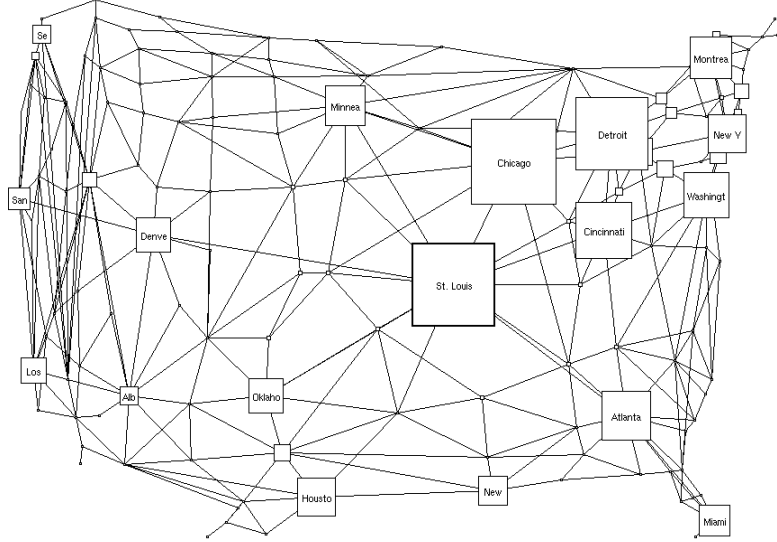 Se
Montrea
Minnea
Detroit
New Y
Chicago
San
Washingt
Denve
Cincinnati
St. Louis
Los
Alb
Oklaho
Atlanta
Housto
New
Miami